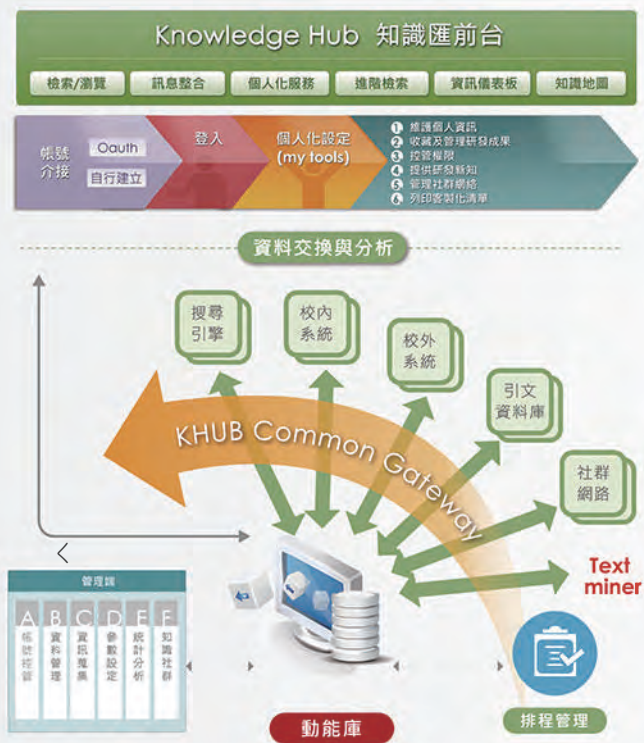 Knowledge Hub 知識匯前台
檢索/瀏覽
訊息整合
個人化服務
進階檢索
資訊儀表板
知識地圖
帳號
介接
Oauth
自行建立
登入
個人化設定
(my tools)
1 維護個人資訊
2 收藏及管理研發成果
3 控管權限
4 提供研發新知
5 管理社群網絡
6 列印客製化清單
資料交換與分析
搜尋
引擎
校內
系統
校外
系統
引文
資料庫
社群
網路
Text
miner
KHUB Common Gateway
管理端
A 帳號控管
B 資料管理
C 資訊蒐集
D 參數設定
E 統計分析
F 知識社群
動能庫
排程管理